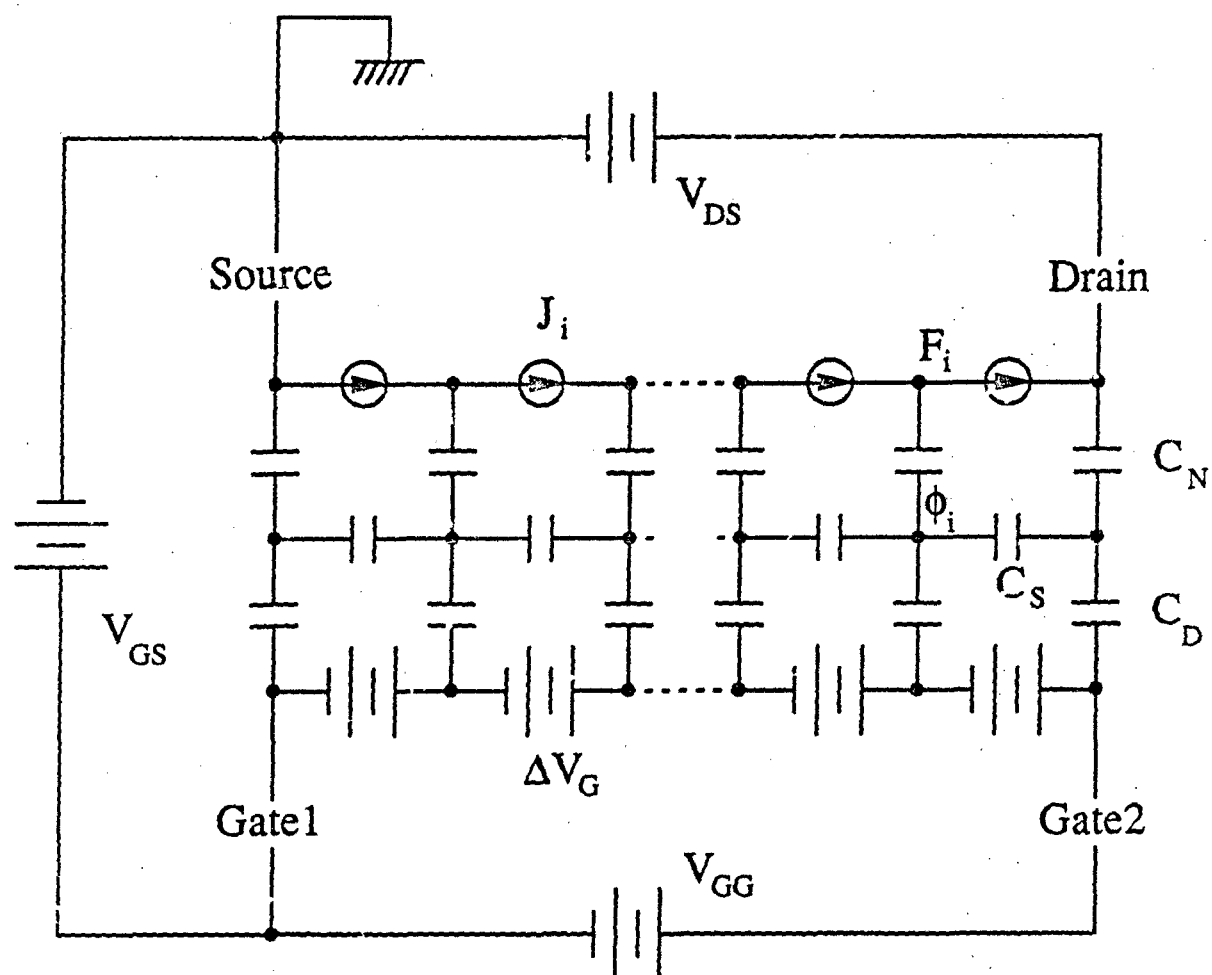 V_DS
Source
Drain
J_i
F_i
C_N
ϕ_i
C_S
C_D
V_GS
ΔV_G
Gate1
Gate2
V_GG